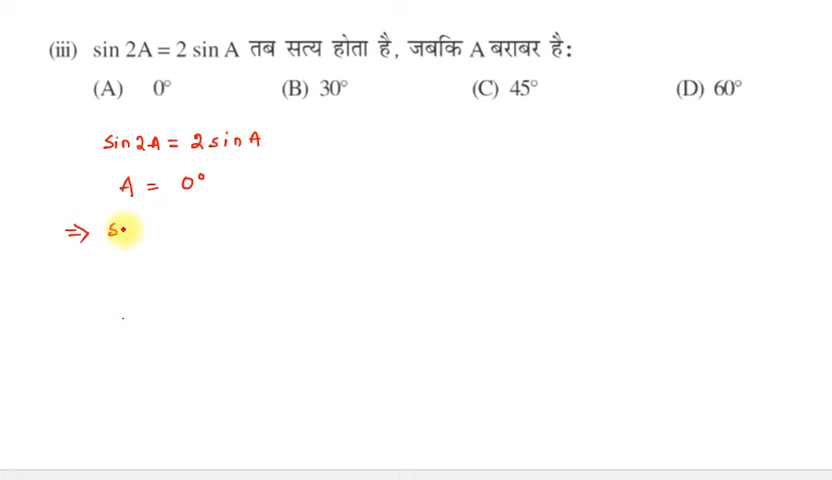 (iii) sin 2A = 2 sin A तब सत्य होता है, जबकि A बराबर है:
(A) 0° (B) 30° (C) 45° (D) 60°
sin 2A = 2 sin A
A = 0°
⇒ s